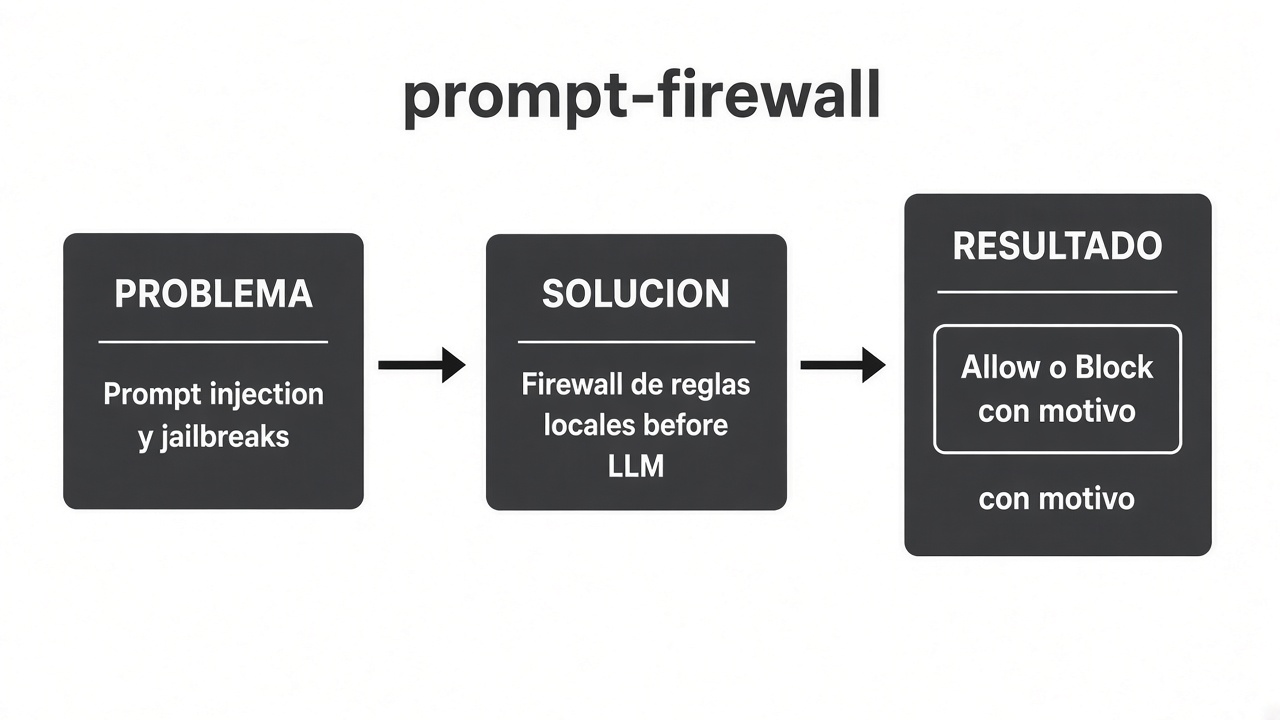 prompt-firewall
PROBLEMA
Prompt injection
y jailbreaks
SOLUCION
Firewall de reglas
locales before
LLM
RESULTADO
Allow o Block
con motivo
con motivo